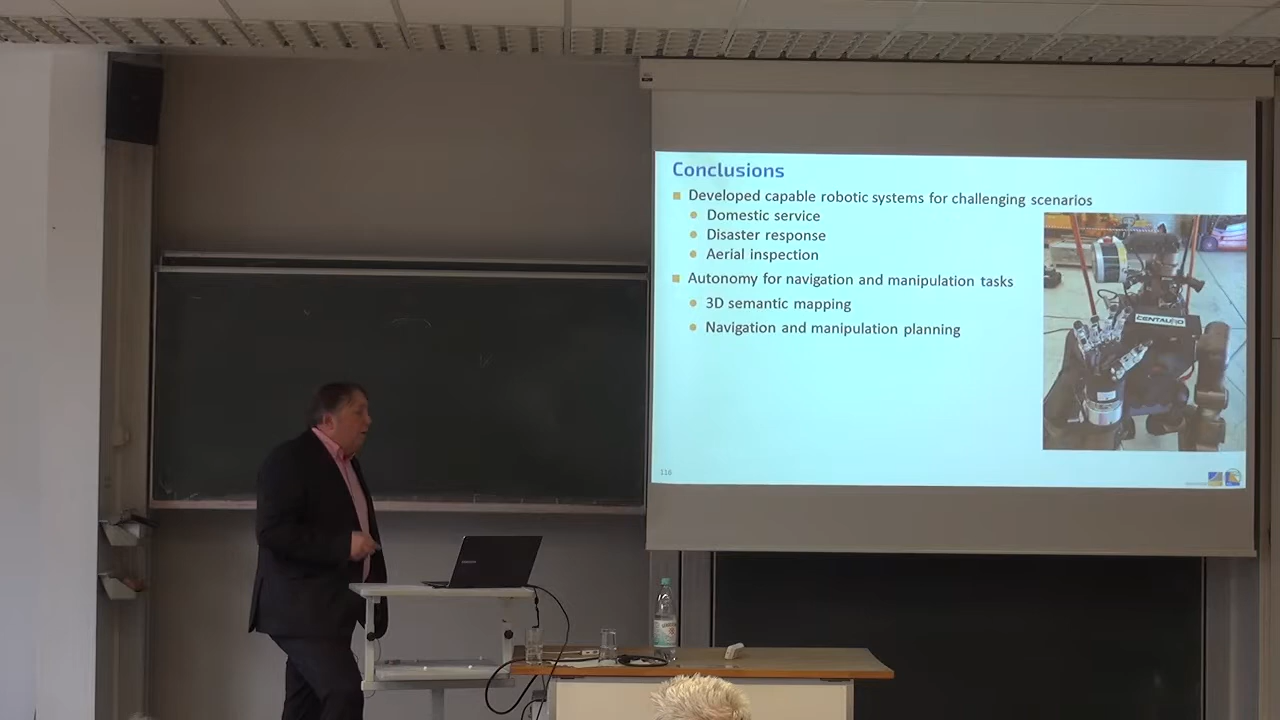 Conclusions
Developed capable robotic systems for challenging scenarios
Domestic service
Disaster response
Aerial inspection
Autonomy for navigation and manipulation tasks
3D semantic mapping
Navigation and manipulation planning
CENTAURO
116